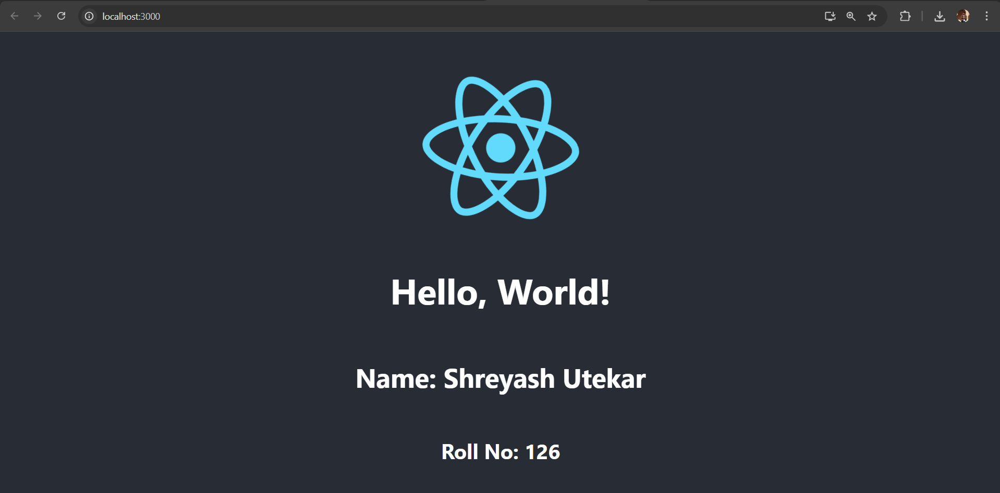 localhost:3000
Hello, World!
Name: Shreyash Utekar
Roll No: 126